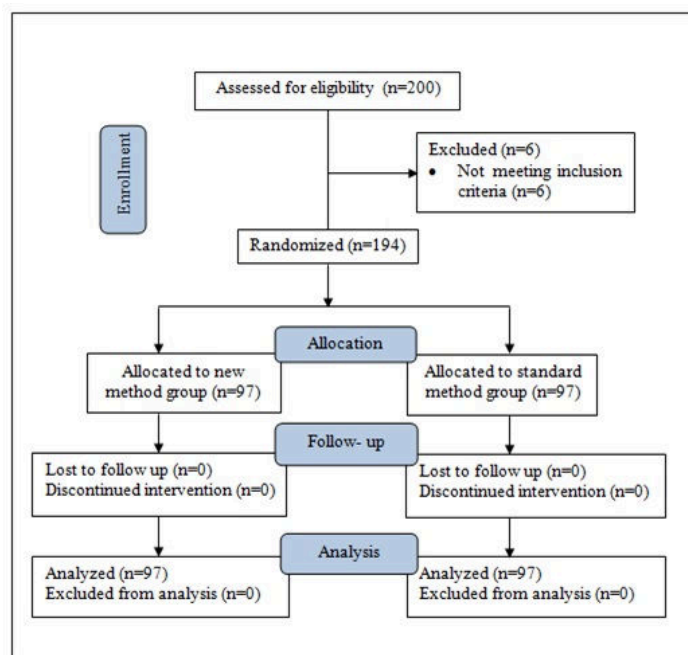 Assessed for eligibility (n=200)
Enrollment
Excluded (n=6)
• Not meeting inclusion
criteria (n=6)
Randomized (n=194)
Allocation
Allocated to new
method group (n=97)
Allocated to standard
method group (n=97)
Follow- up
Lost to follow up (n=0)
Discontinued intervention (n=0)
Lost to follow up (n=0)
Discontinued intervention (n=0)
Analysis
Analyzed (n=97)
Excluded from analysis (n=0)
Analyzed (n=97)
Excluded from analysis (n=0)